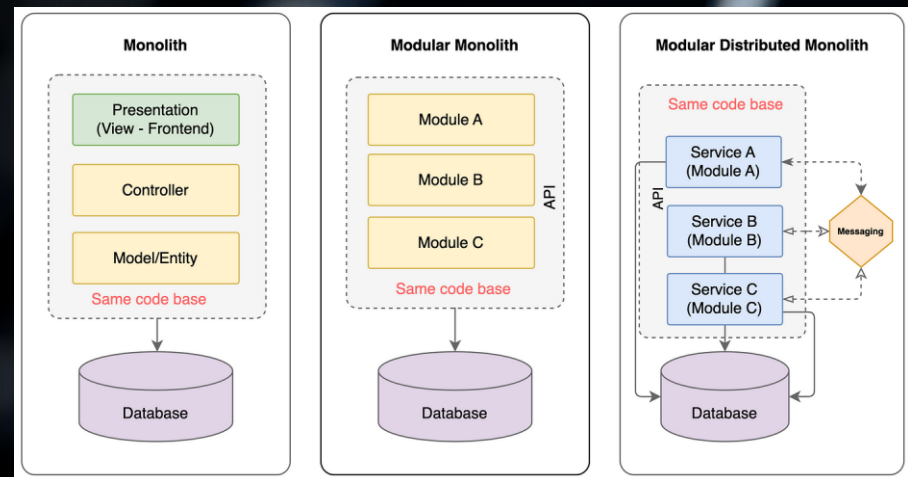 Monolith
Presentation
(View - Frontend)
Controller
Model/Entity
Same code base
Database
Modular Monolith
Module A
Module B
Module C
API
Same code base
Database
Modular Distributed Monolith
Same code base
Service A
(Module A)
API
Service B
(Module B)
Messaging
Service C
(Module C)
Database